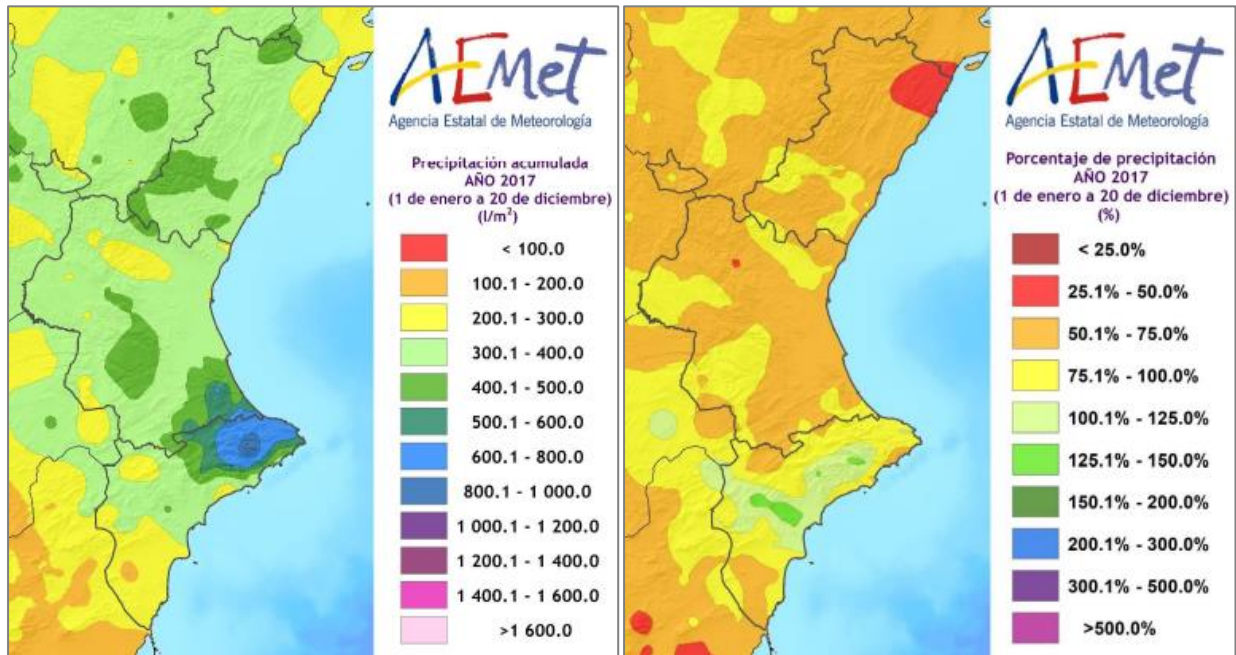 AEMet
Agencia Estatal de Meteorología
Precipitación acumulada
AÑO 2017
(1 de enero a 20 de diciembre)
(l/m²)
< 100.0
100.1 - 200.0
200.1 - 300.0
300.1 - 400.0
400.1 - 500.0
500.1 - 600.0
600.1 - 800.0
800.1 - 1 000.0
1 000.1 - 1 200.0
1 200.1 - 1 400.0
1 400.1 - 1 600.0
>1 600.0
AEMet
Agencia Estatal de Meteorología
Porcentaje de precipitación
AÑO 2017
(1 de enero a 20 de diciembre)
(%)
< 25.0%
25.1% - 50.0%
50.1% - 75.0%
75.1% - 100.0%
100.1% - 125.0%
125.1% - 150.0%
150.1% - 200.0%
200.1% - 300.0%
300.1% - 500.0%
>500.0%